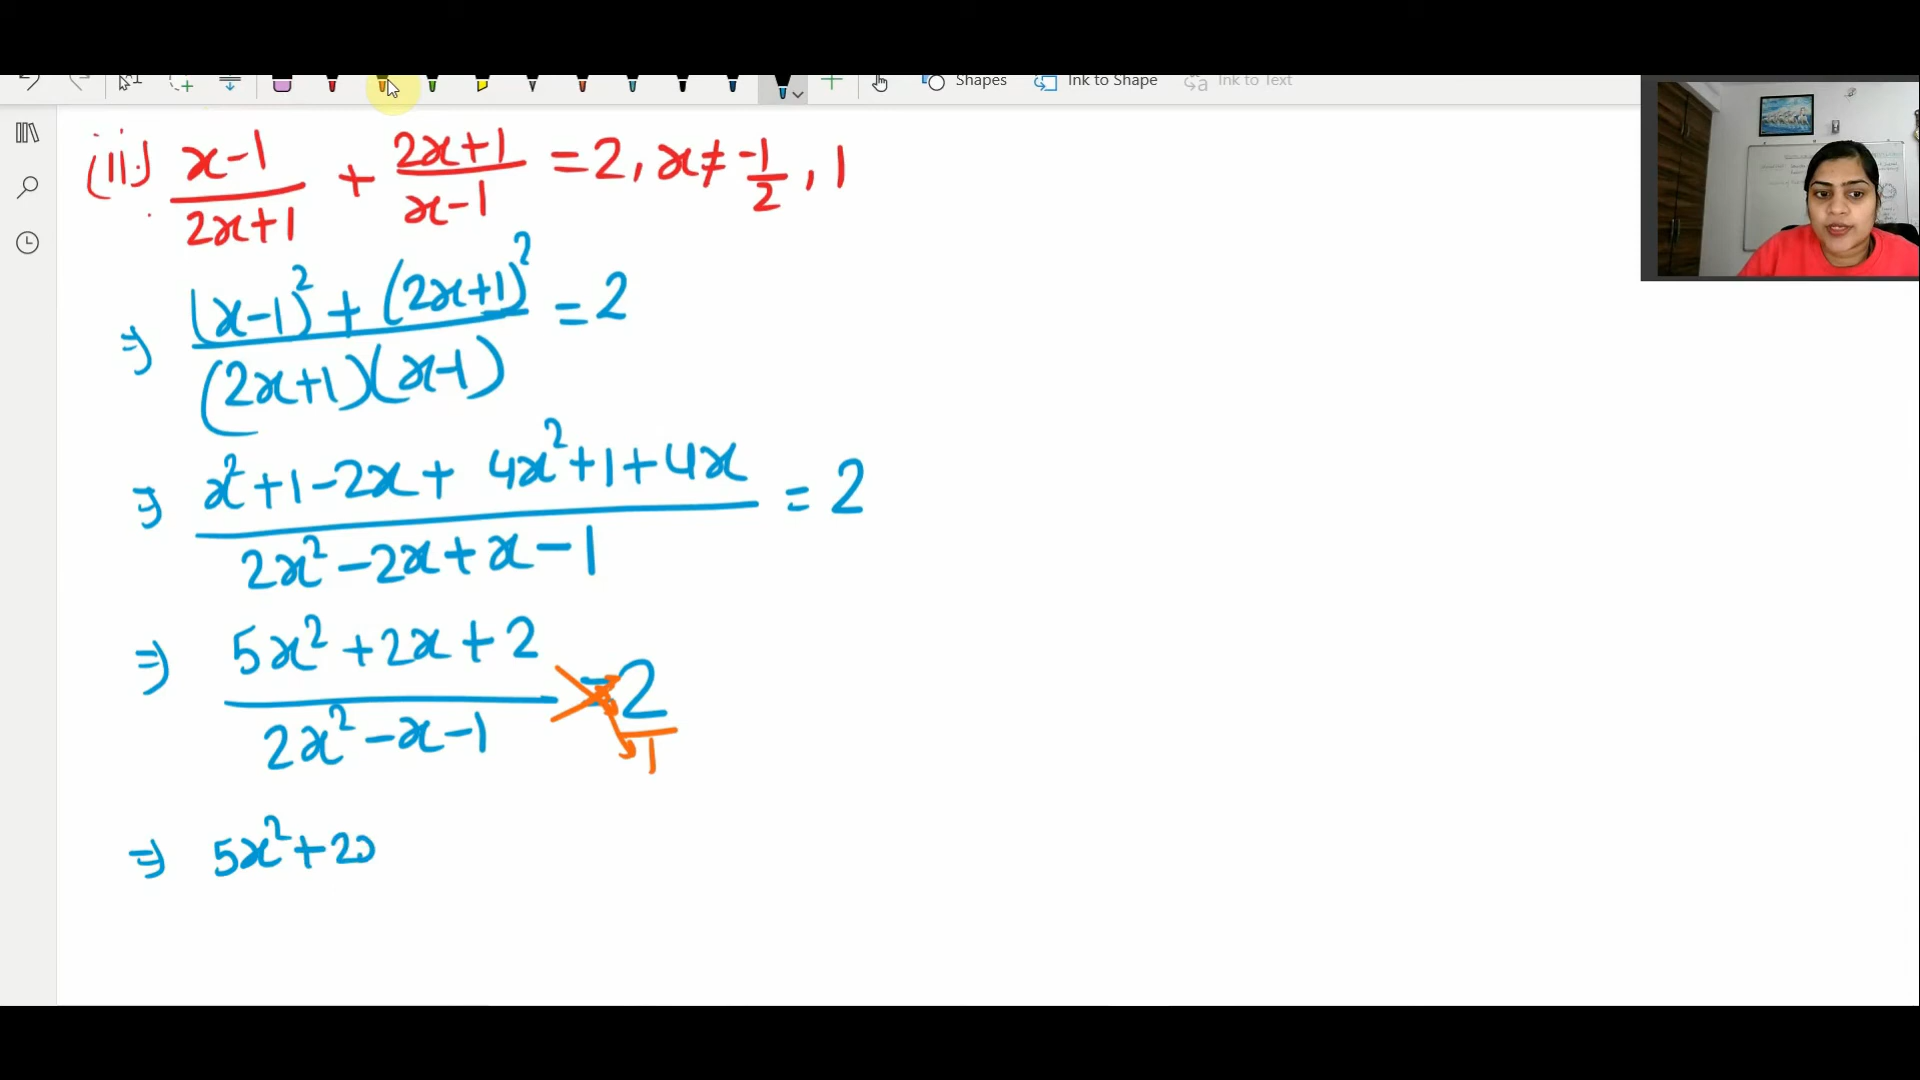 Shapes Ink to Shape Ink to Text
(ii) x-1/2x+1 + 2x+1/x-1 = 2, x ≠ -1/2, 1
⇒ (x-1)² + (2x+1)²/(2x+1)(x-1) = 2
⇒ x²+1-2x+ 4x²+1+4x/2x²-2x+x-1 = 2
⇒ 5x²+2x+2/2x²-x-1 = 2/1
⇒ 5x²+2